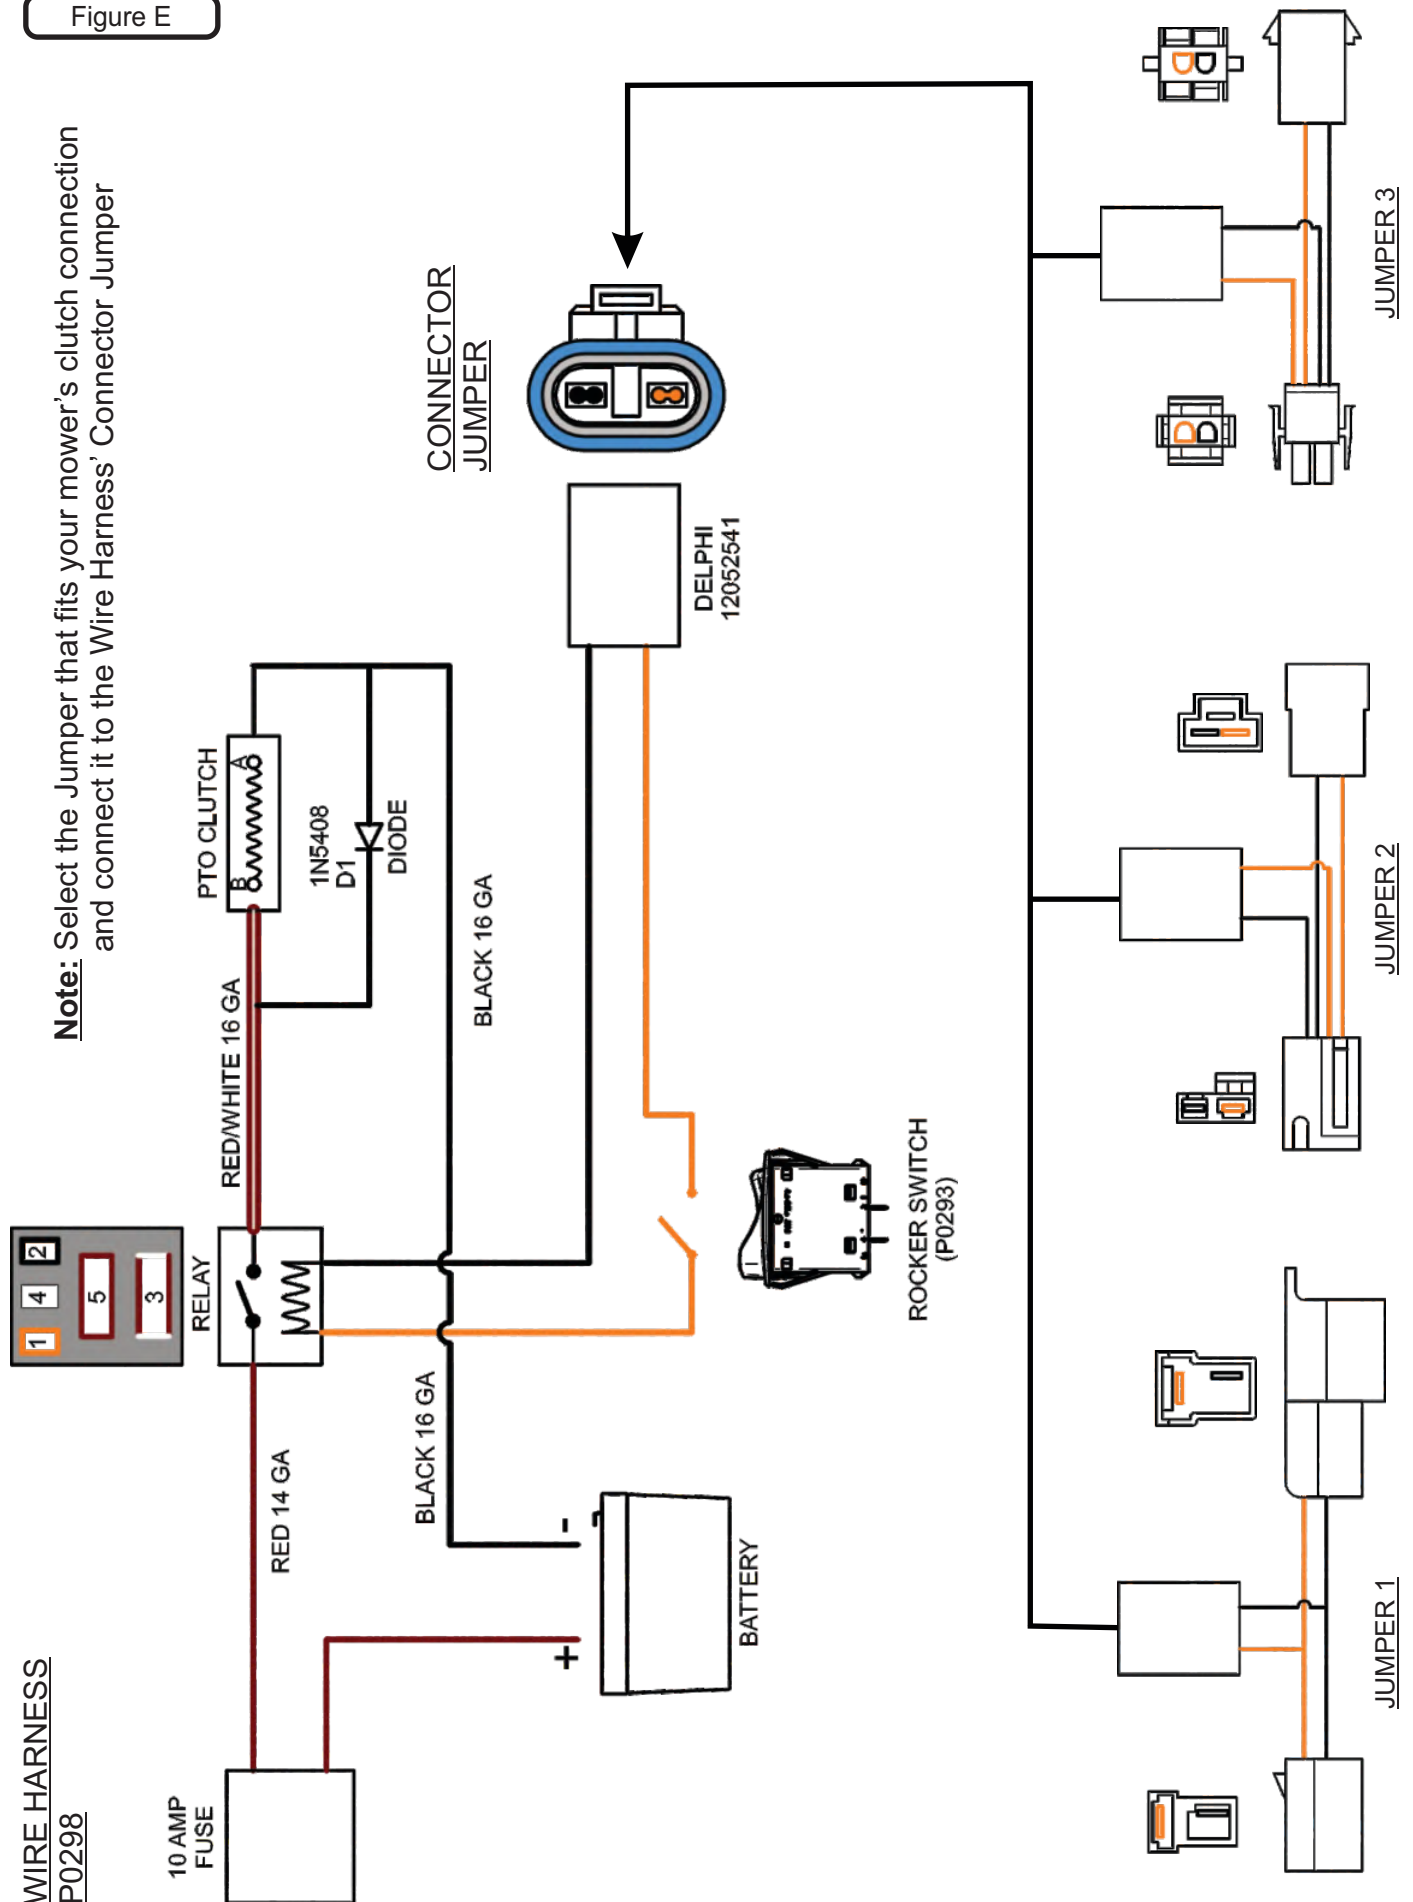 Figure E
WIRE HARNESS
P0298
Note: Select the Jumper that fits your mower's clutch connection
and connect it to the Wire Harness' Connector Jumper
10 AMP
FUSE
RED 14 GA
1
4
2
5
3
RELAY
RED/WHITE 16 GA
PTO CLUTCH
B
A
1N5408
D1
DIODE
BLACK 16 GA
BLACK 16 GA
+
-
BATTERY
ROCKER SWITCH
(P0293)
DELPHI
12052541
CONNECTOR
JUMPER
JUMPER 1
JUMPER 2
JUMPER 3